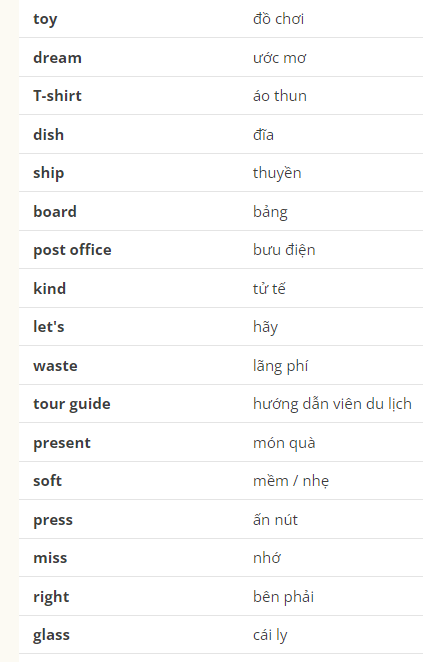 toy đồ chơi
dream ước mơ
T-shirt áo thun
dish đĩa
ship thuyền
board bảng
post office bưu điện
kind tử tế
let's hãy
waste lãng phí
tour guide hướng dẫn viên du lịch
present món quà
soft mềm / nhẹ
press ấn nút
miss nhớ
right bên phải
glass cái ly